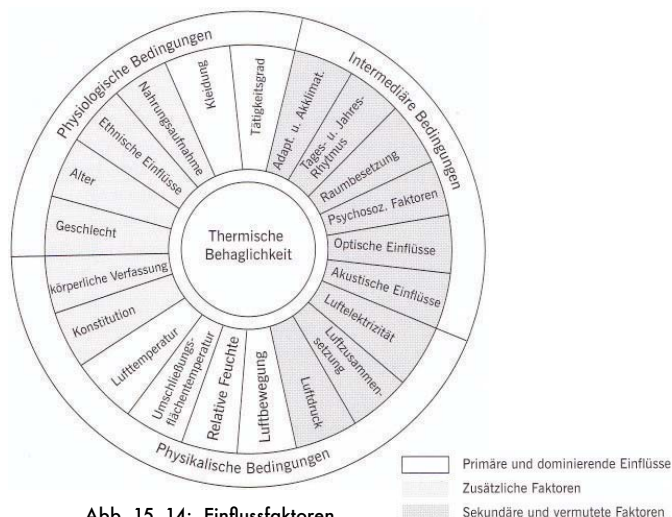 Physiologische Bedingungen
Intermediäre Bedingungen
Physikalische Bedingungen
Thermische
Behaglichkeit
Tätigkeitsgrad
Adapt. u. Akklimat.
Tages- u. Jahres-
Rhytmus
Raumbesetzung
Psychosoz. Faktoren
Optische Einflüsse
Akustische Einflüsse
Luftelektrizität
Luftzusammen-
setzung
Luftdruck
Luftbewegung
Relative Feuchte
Umschließungs-
flächentemperatur
Lufttemperatur
Konstitution
körperliche Verfassung
Geschlecht
Alter
Ethnische Einflüsse
Nahrungsaufnahme
Kleidung
Primäre und dominierende Einflüsse
Zusätzliche Faktoren
Sekundäre und vermutete Faktoren
Abb. 15.14: Einflussfaktoren